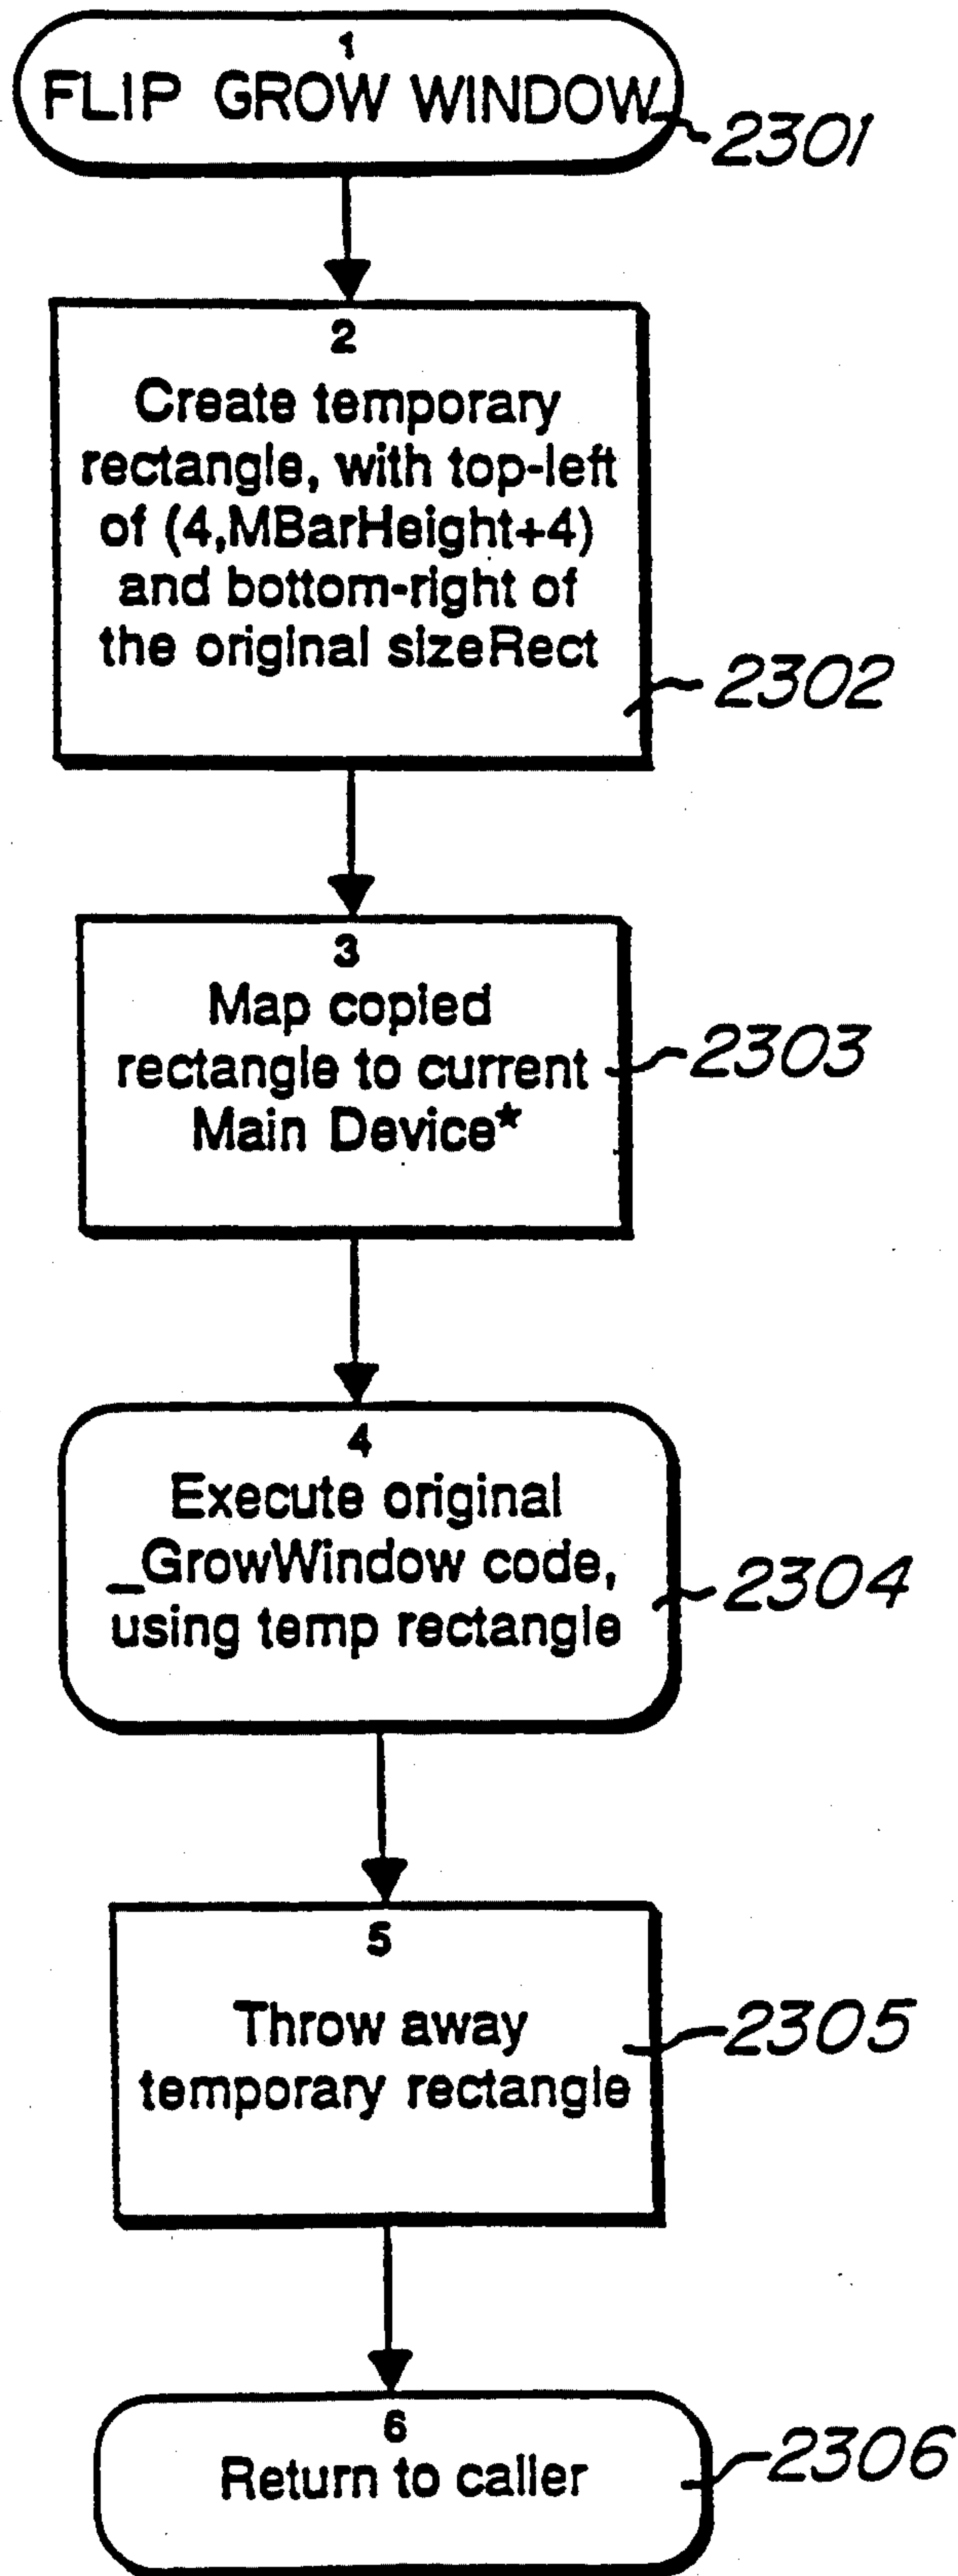 1
FLIP GROW WINDOW
2301
2
Create temporary
rectangle, with top-left
of (4,MBarHeight+4)
and bottom-right of
the original sizeRect
2302
3
Map copied
rectangle to current
Main Device*
2303
4
Execute original
_GrowWindow code,
using temp rectangle
2304
5
Throw away
temporary rectangle
2305
6
Return to caller
2306